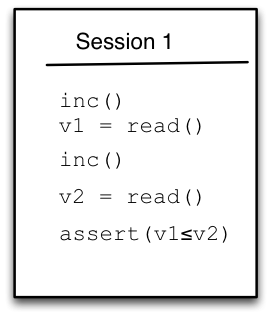 Session 1
inc()
v1 = read()
inc()
v2 = read()
assert(v1≤v2)